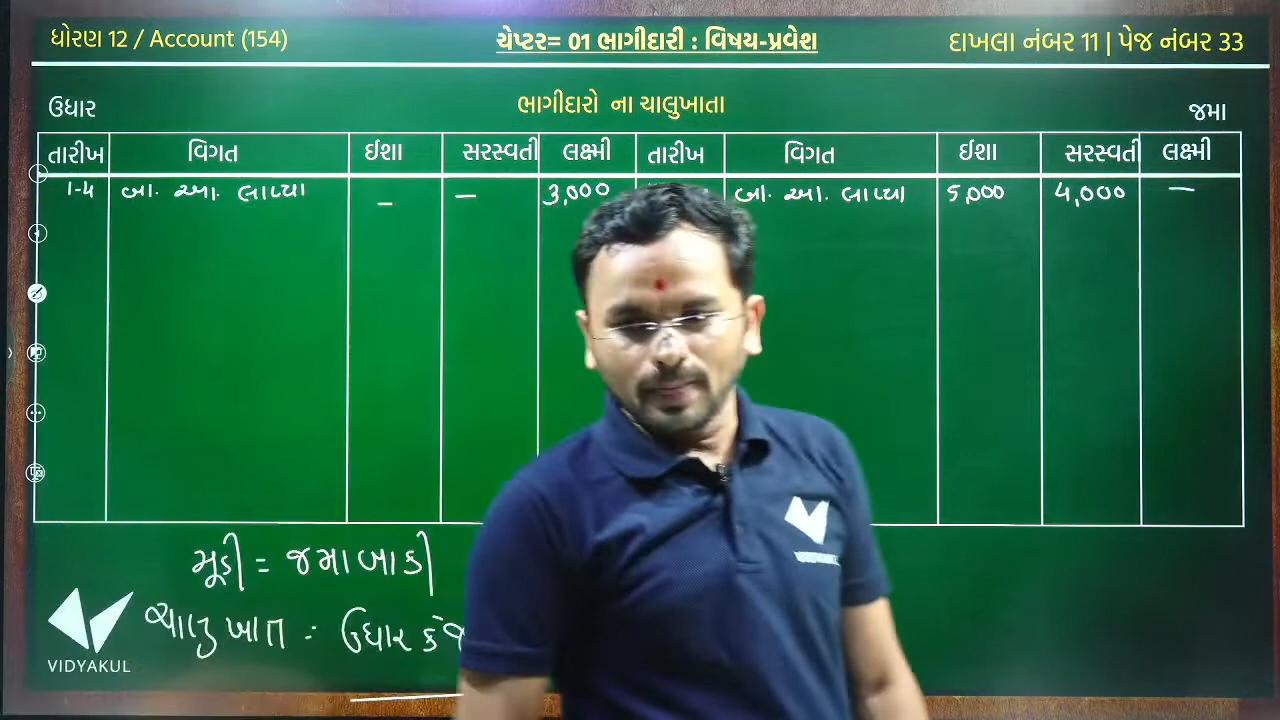 ધોરણ 12 / Account (154) ચેપ્ટર= 01 ભાગીદારી : વિષય-પ્રવેશ દાખલા નંબર 11 | પેજ નંબર 33
ઉધાર ભાગીદારો ના ચાલુખાતા જમા
તારીખ વિગત ઈશા સરસ્વતી લક્ષ્મી તારીખ વિગત ઈશા સરસ્વતી લક્ષ્મી
1-4 બા. આ. લાવ્યા – – 3,000 બા. આ. લાવ્યા 5,000 4,000 –
મૂડી = જમાબાકી
ચાલુખાતા = ઉધાર કે
VIDYAKUL